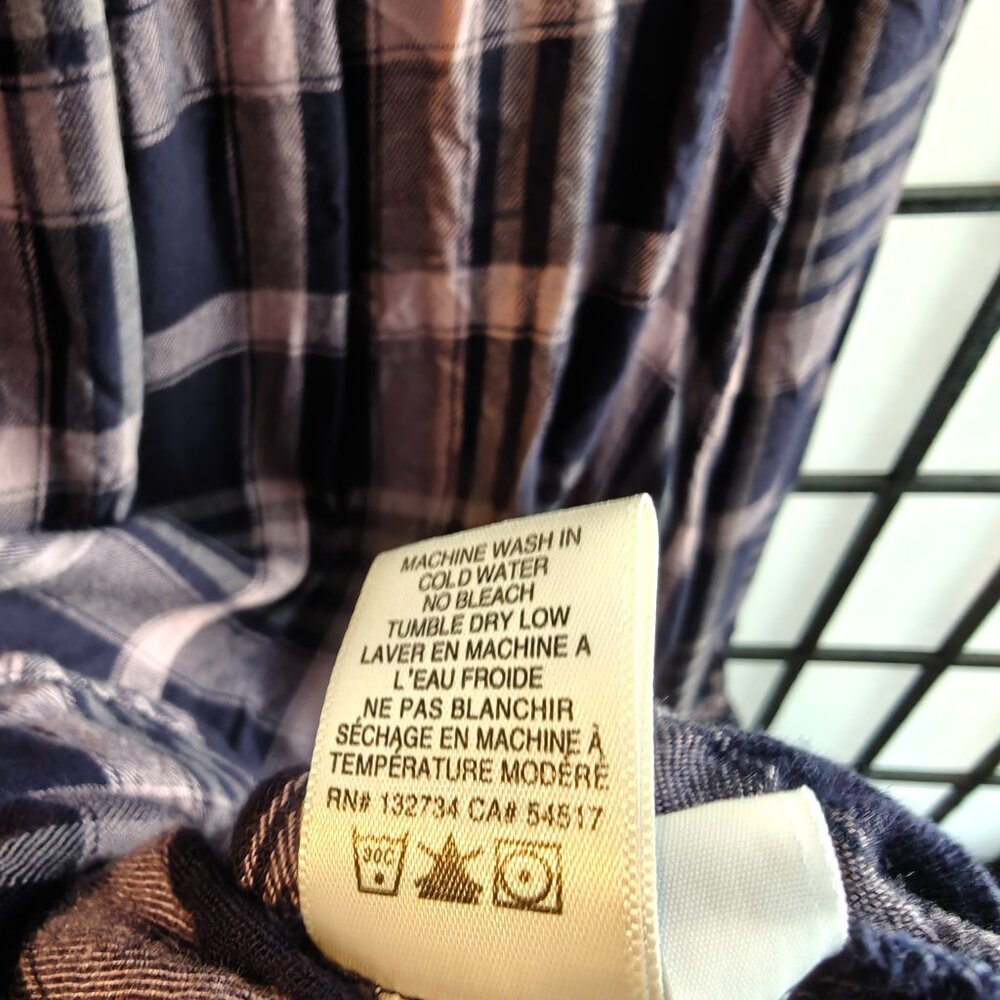 MACHINE WASH IN
COLD WATER
NO BLEACH
TUMBLE DRY LOW
LAVER EN MACHINE A
L'EAU FROIDE
NE PAS BLANCHIR
SÉCHAGE EN MACHINE À
TEMPÉRATURE MODÉRÉ
RN# 132734 CA# 54517
30C